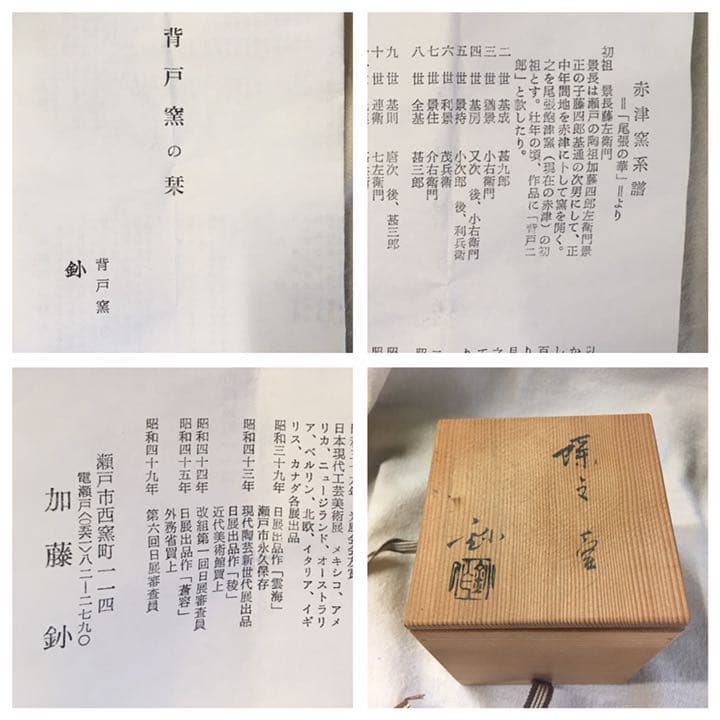 背戸窯の栞
背戸窯
釥
赤津窯系譜
=「尾張の華」=より
初祖 景長藤左衛門
景長は瀬戸の陶祖加藤四郎左衛門景
正の子藤四郎基通の次男にして、正
中年間地を赤津に卜して窯を開く。
之を尾張飽津窯(現在の赤津)の初
祖とす。壮年の頃、作品に「背戸二
郎」と款したり。
二世 基成 甚九郎
三世 猶景 小右衛門
四世 基房 又次 後、小右衛門
五世 景持 小次郎 後、利兵衛
六世 利景 茂兵衛
七世 景住 介右衛門
八世 全基 甚三郎
九世 基則 唐次 後、甚三郎
十世 連衛 七左衛門
日本現代工芸美術展、メキシコ、アメ
リカ、ニュージランド、オーストラリ
ア、ベルリン、北欧、イタリア、イギ
リス、カナダ各展出品
昭和三十九年 日展出品作「雲海」
瀬戸市永久保存
昭和四十三年 現代陶芸新世代展出品
日展出品作「稜」
近代美術館買上
昭和四十四年 改組第一回日展審査員
昭和四十五年 日展出品作「蒼容」
外務省買上
昭和四十九年 第六回日展審査員
瀬戸市西窯町一一四
電瀬戸〈〇五六一〉八二―二七九〇
加藤 釥
蝶文 壷
釥